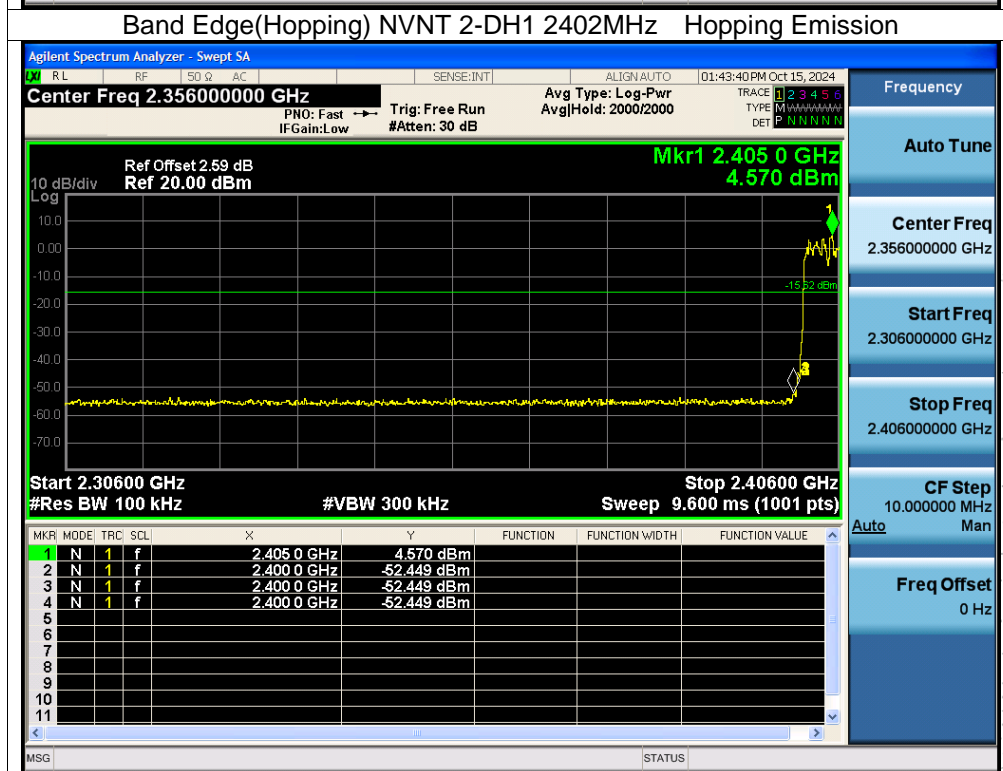 Band Edge(Hopping) NVNT 2-DH1 2402MHz Hopping Emission
Agilent Spectrum Analyzer - Swept SA
LXI RL RF 50 Ω AC SENSE:INT ALIGN AUTO 01:43:40 PM Oct 15, 2024
Center Freq 2.356000000 GHz
PNO: Fast
IFGain:Low
Trig: Free Run
#Atten: 30 dB
Avg Type: Log-Pwr
Avg|Hold: 2000/2000
TRACE 1 2 3 4 5 6
TYPE M W W W W W
DET P N N N N N
Frequency
Auto Tune
Center Freq
2.356000000 GHz
Start Freq
2.306000000 GHz
Stop Freq
2.406000000 GHz
CF Step
10.000000 MHz
Auto Man
Freq Offset
0 Hz
Mkr1 2.405 0 GHz
4.570 dBm
Ref Offset 2.59 dB
10 dB/div Ref 20.00 dBm
Log
10.0
0.00
-10.0
-20.0
-30.0
-40.0
-50.0
-60.0
-70.0
1
-15.62 dBm
3
Start 2.30600 GHz Stop 2.40600 GHz
#Res BW 100 kHz #VBW 300 kHz Sweep 9.600 ms (1001 pts)
MKR MODE TRC SCL X Y FUNCTION FUNCTION WIDTH FUNCTION VALUE
1 N 1 f 2.405 0 GHz 4.570 dBm
2 N 1 f 2.400 0 GHz -52.449 dBm
3 N 1 f 2.400 0 GHz -52.449 dBm
4 N 1 f 2.400 0 GHz -52.449 dBm
5
6
7
8
9
10
11
MSG STATUS